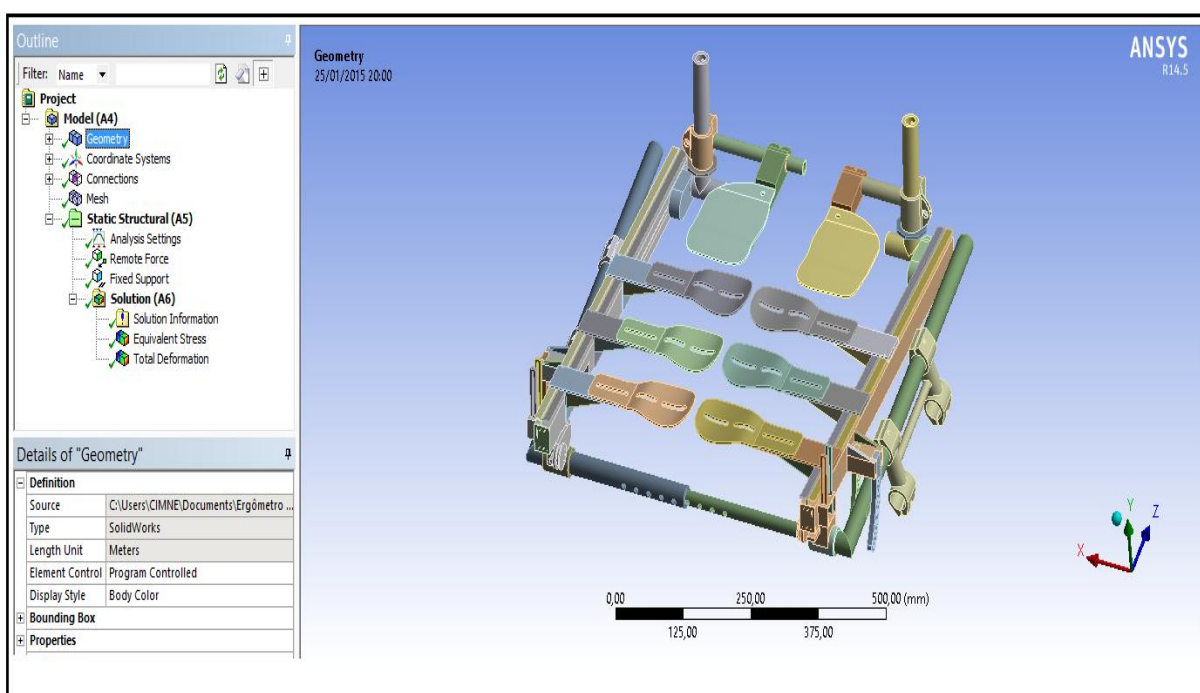 Outline
Filter: Name
Project
Model (A4)
Geometry
Coordinate Systems
Connections
Mesh
Static Structural (A5)
Analysis Settings
Remote Force
Fixed Support
Solution (A6)
Solution Information
Equivalent Stress
Total Deformation
Details of "Geometry"
Definition
Source C:\Users\CIMNE\Documents\Ergômetro ...
Type SolidWorks
Length Unit Meters
Element Control Program Controlled
Display Style Body Color
Bounding Box
Properties
Geometry
25/01/2015 20:00
ANSYS
R14.5
0,00 250,00 500,00 (mm)
125,00 375,00
Y
Z
X